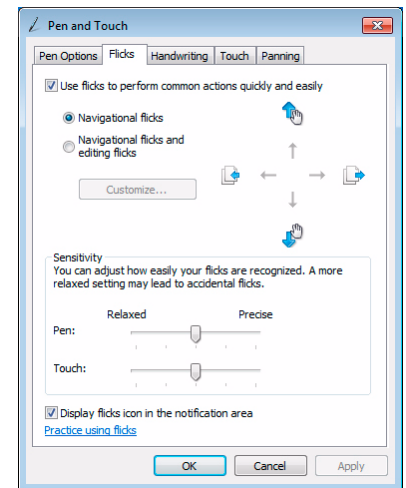 Pen and Touch
Pen Options Flicks Handwriting Touch Panning
Use flicks to perform common actions quickly and easily
Navigational flicks
Navigational flicks and
editing flicks
Customize...
Sensitivity
You can adjust how easily your flicks are recognized. A more
relaxed setting may lead to accidental flicks.
Relaxed Precise
Pen:
Touch:
Display flicks icon in the notification area
Practice using flicks
OK Cancel Apply